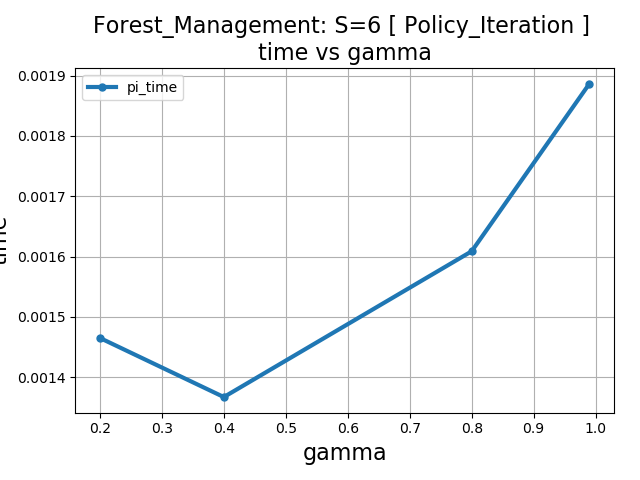 Forest_Management: S=6 [ Policy_Iteration ]
time vs gamma
pi_time
0.0019
0.0018
0.0017
0.0016
0.0015
0.0014
time
0.2 0.3 0.4 0.5 0.6 0.7 0.8 0.9 1.0
gamma